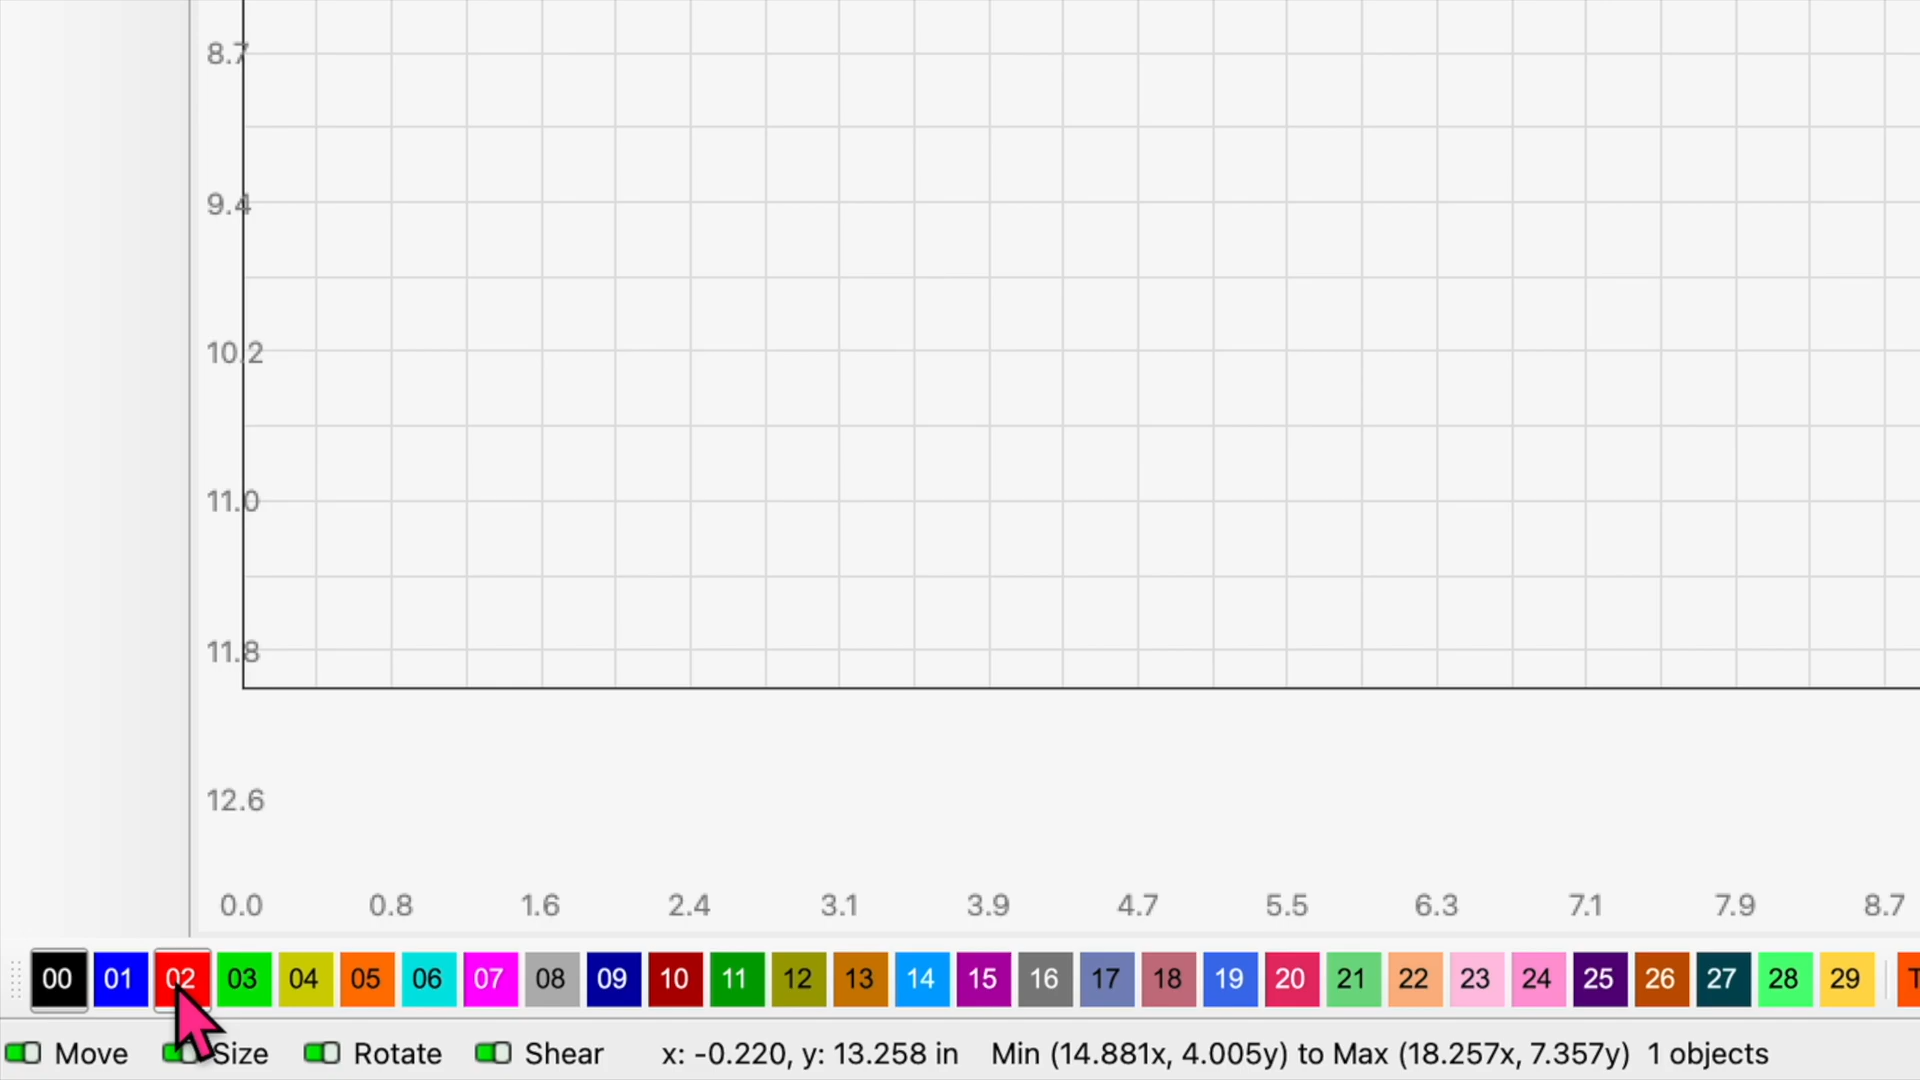 8.7
9.4
10.2
11.0
11.8
12.6
0.0 0.8 1.6 2.4 3.1 3.9 4.7 5.5 6.3 7.1 7.9 8.7
00 01 02 03 04 05 06 07 08 09 10 11 12 13 14 15 16 17 18 19 20 21 22 23 24 25 26 27 28 29 T
Move Size Rotate Shear x: -0.220, y: 13.258 in Min (14.881x, 4.005y) to Max (18.257x, 7.357y) 1 objects